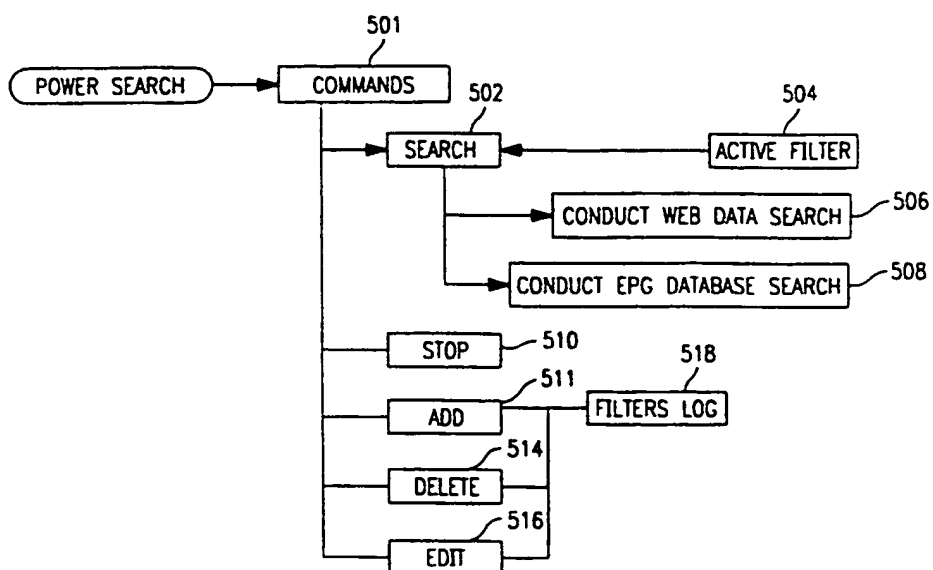 501
POWER SEARCH
COMMANDS
502
504
SEARCH
ACTIVE FILTER
506
CONDUCT WEB DATA SEARCH
508
CONDUCT EPG DATABASE SEARCH
510
STOP
518
511
ADD
FILTERS LOG
514
DELETE
516
EDIT